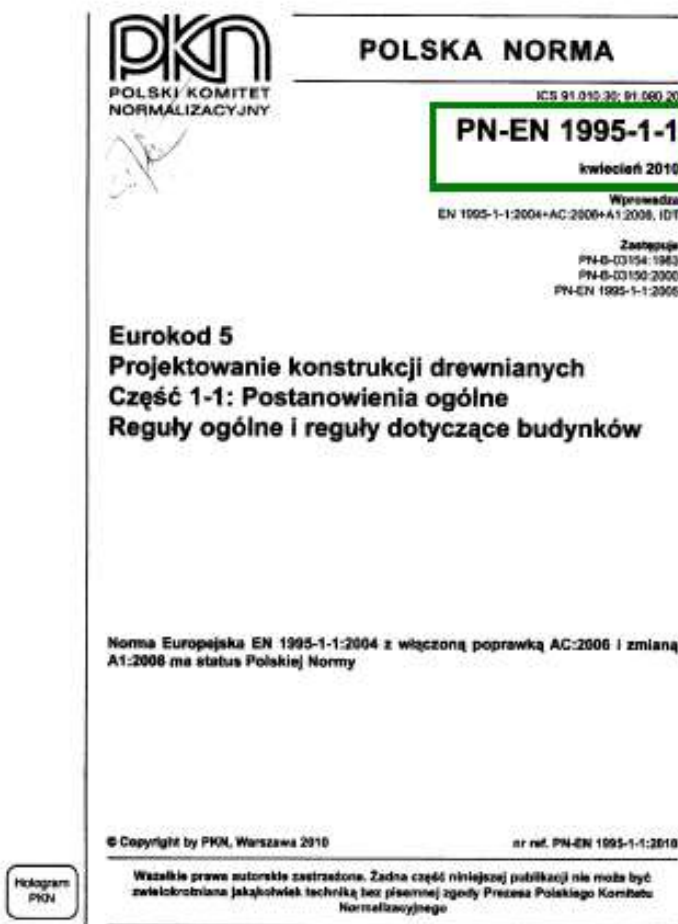 PKN
POLSKI KOMITET
NORMALIZACYJNY
POLSKA NORMA
ICS 91.010.30; 91.080.20
PN-EN 1995-1-1
kwiecień 2010
Wprowadza
EN 1995-1-1:2004+AC:2006+A1:2008, IDT
Zastępuje
PN-B-03154:1983
PN-B-03150:2000
PN-EN 1995-1-1:2005
Eurokod 5
Projektowanie konstrukcji drewnianych
Część 1-1: Postanowienia ogólne
Reguły ogólne i reguły dotyczące budynków
Norma Europejska EN 1995-1-1:2004 z włączoną poprawką AC:2006 i zmianą
A1:2008 ma status Polskiej Normy
© Copyright by PKN, Warszawa 2010
nr ref. PN-EN 1995-1-1:2010
Hologram
PKN
Wszelkie prawa autorskie zastrzeżone. Żadna część niniejszej publikacji nie może być
zwielokrotniana jakąkolwiek techniką bez pisemnej zgody Prezesa Polskiego Komitetu
Normalizacyjnego